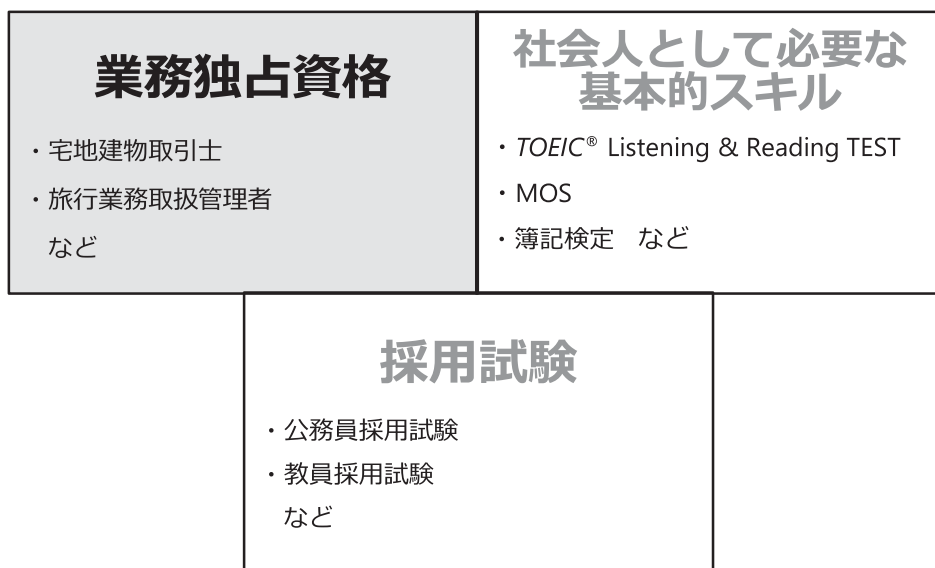 業務独占資格
・宅地建物取引士
・旅行業務取扱管理者
など
社会人として必要な
基本的スキル
・TOEIC® Listening & Reading TEST
・MOS
・簿記検定　など
採用試験
・公務員採用試験
・教員採用試験
など